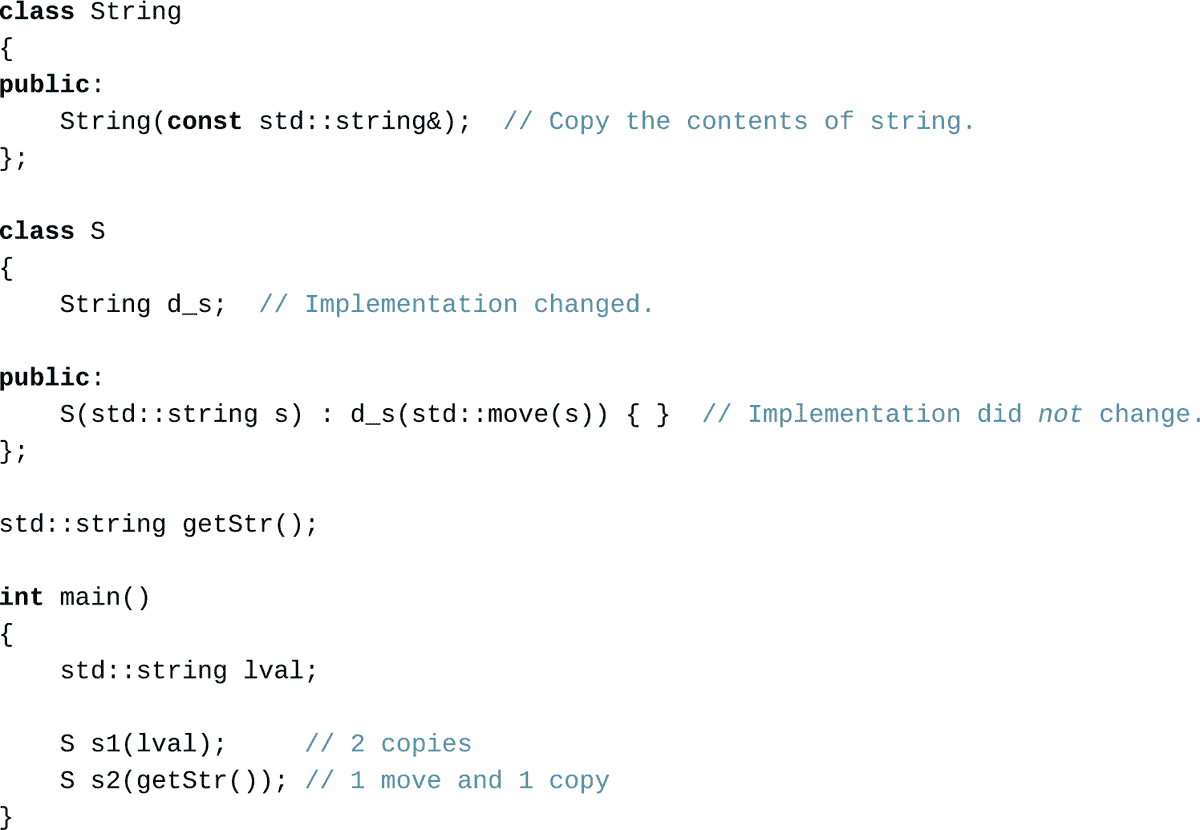 class String
{
public:
    String(const std::string&);  // Copy the contents of string.
};

class S
{
    String d_s;  // Implementation changed.

public:
    S(std::string s) : d_s(std::move(s)) { }  // Implementation did not change.
};

std::string getStr();

int main()
{
    std::string lval;

    S s1(lval);     // 2 copies
    S s2(getStr()); // 1 move and 1 copy
}